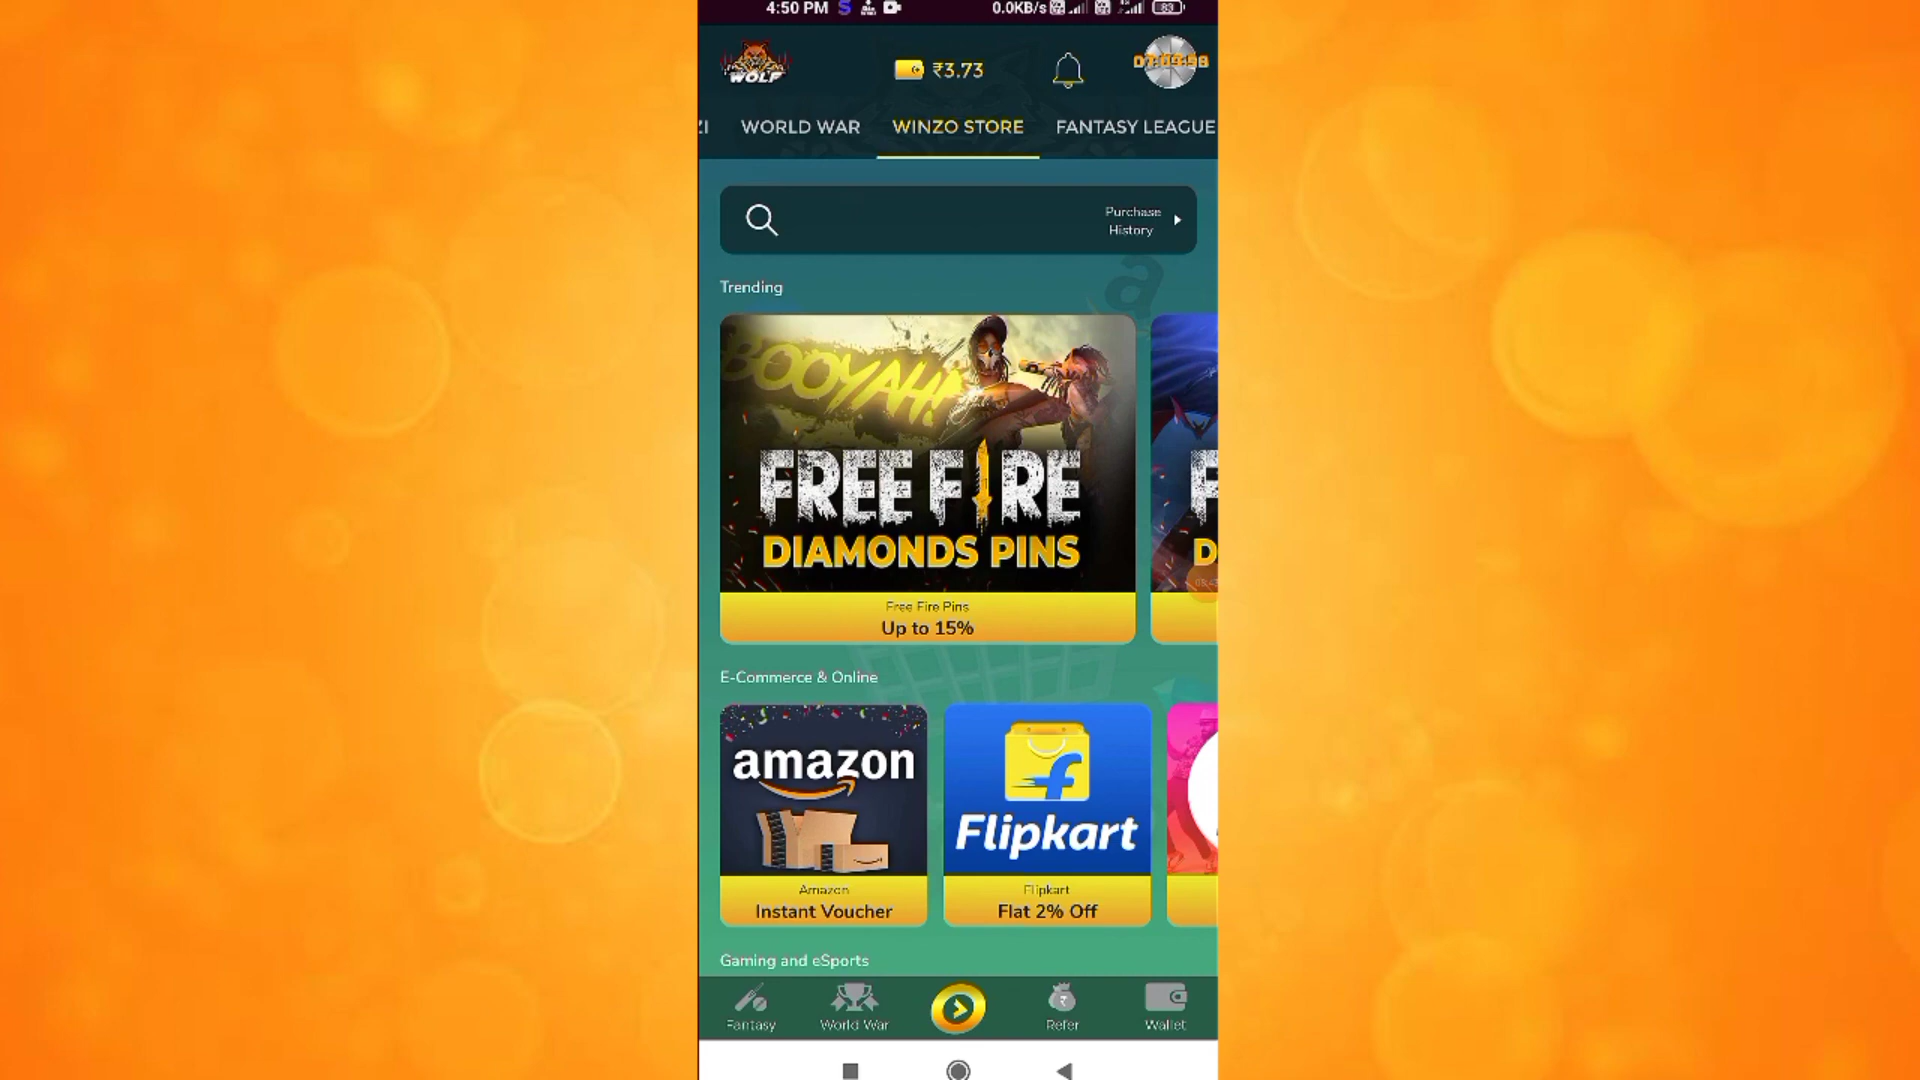 4:50 PM
0.0KB/s
83
WOLF
₹3.73
WORLD WAR
WINZO STORE
FANTASY LEAGUE
Purchase
History
Trending
BOOYAH!
FREE FIRE
DIAMONDS PINS
Free Fire Pins
Up to 15%
E-Commerce & Online
amazon
Flipkart
Amazon
Instant Voucher
Flipkart
Flat 2% Off
Gaming and eSports
Fantasy
World War
Refer
Wallet